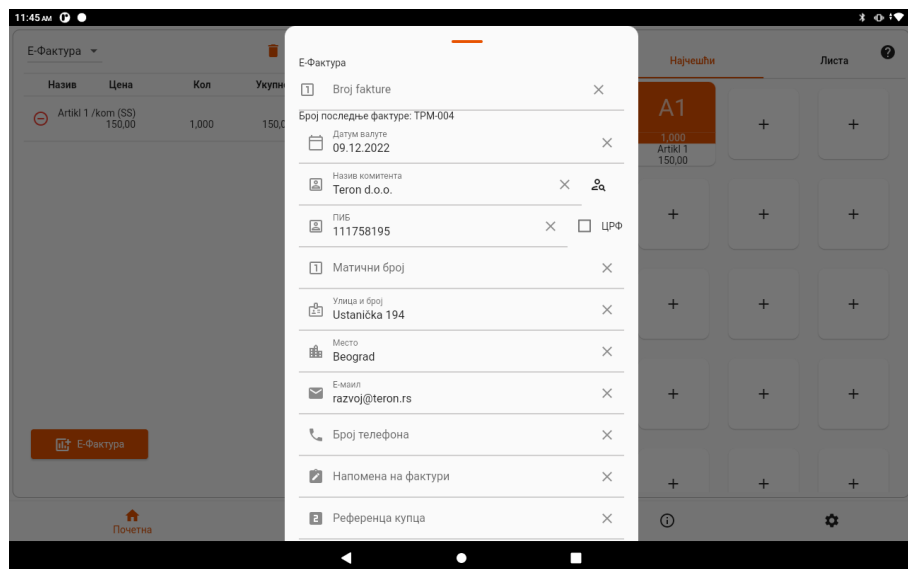 11:45 AM
Е-Фактура
Назив Цена Кол Укупн
Artikl 1 /kom (SS)
150,00 1,000 150,0
Е-Фактура
Почетна
Е-Фактура
Broj fakture
Број последње фактуре: TPM-004
Датум валуте
09.12.2022
Назив комитента
Teron d.o.o.
ПИБ
111758195
ЦРФ
Матични број
Улица и број
Ustanička 194
Место
Beograd
Е-маил
razvoj@teron.rs
Број телефона
Напомена на фактури
Референца купца
Најчешћи Листа
A1
1,000
Artikl 1
150,00